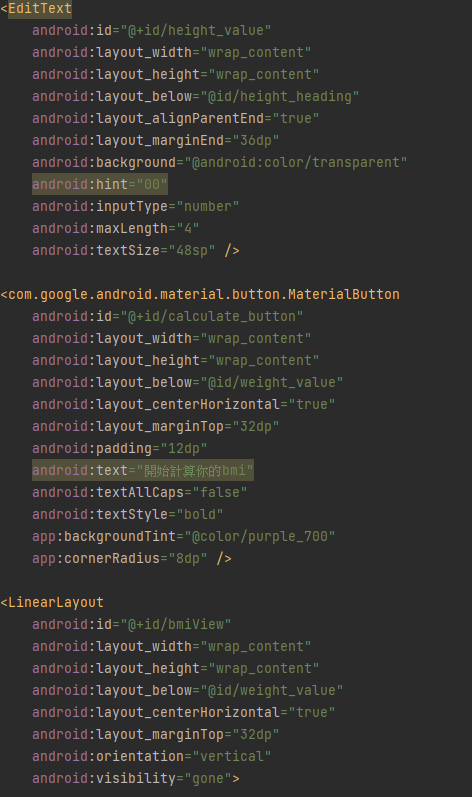 <EditText
    android:id="@+id/height_value"
    android:layout_width="wrap_content"
    android:layout_height="wrap_content"
    android:layout_below="@id/height_heading"
    android:layout_alignParentEnd="true"
    android:layout_marginEnd="36dp"
    android:background="@android:color/transparent"
    android:hint="00"
    android:inputType="number"
    android:maxLength="4"
    android:textSize="48sp" />

<com.google.android.material.button.MaterialButton
    android:id="@+id/calculate_button"
    android:layout_width="wrap_content"
    android:layout_height="wrap_content"
    android:layout_below="@id/weight_value"
    android:layout_centerHorizontal="true"
    android:layout_marginTop="32dp"
    android:padding="12dp"
    android:text="開始計算你的bmi"
    android:textAllCaps="false"
    android:textStyle="bold"
    app:backgroundTint="@color/purple_700"
    app:cornerRadius="8dp" />

<LinearLayout
    android:id="@+id/bmiView"
    android:layout_width="wrap_content"
    android:layout_height="wrap_content"
    android:layout_below="@id/weight_value"
    android:layout_centerHorizontal="true"
    android:layout_marginTop="32dp"
    android:orientation="vertical"
    android:visibility="gone">